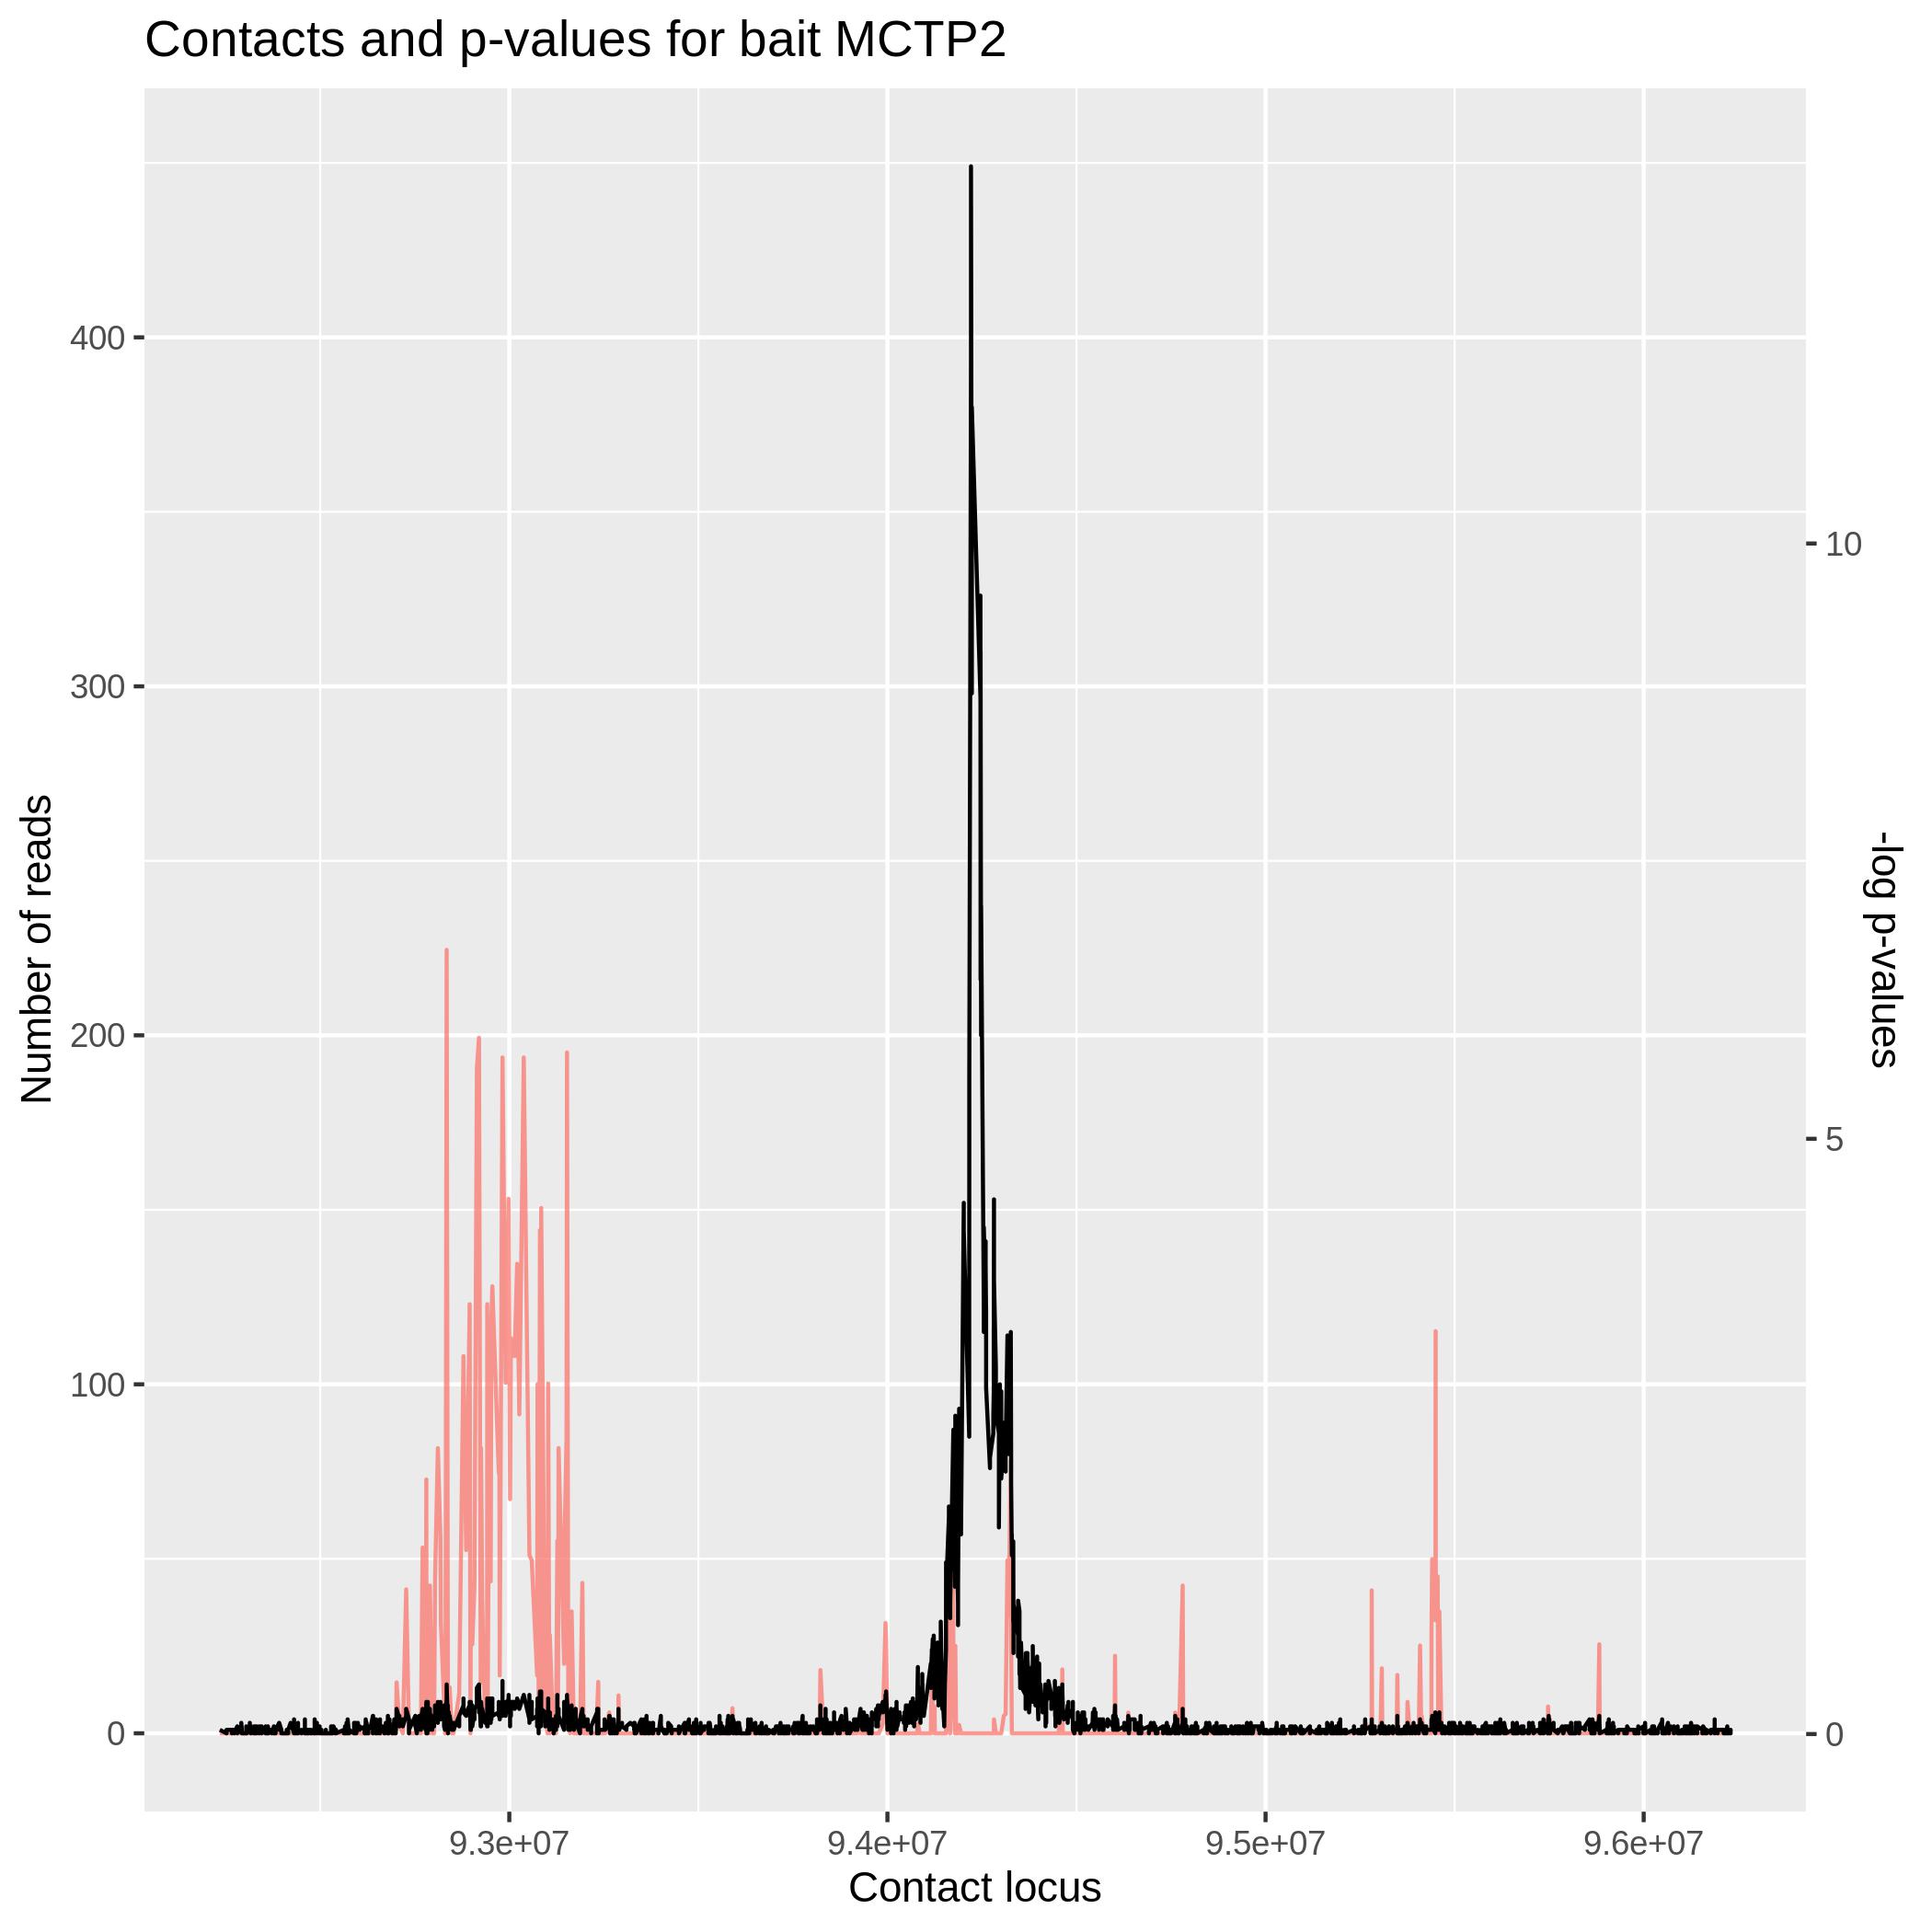 Contacts and p-values for bait MCTP2
Number of reads
400
300
200
100
0
10
5
0
-log p-values
9.3e+07
9.4e+07
9.5e+07
9.6e+07
Contact locus